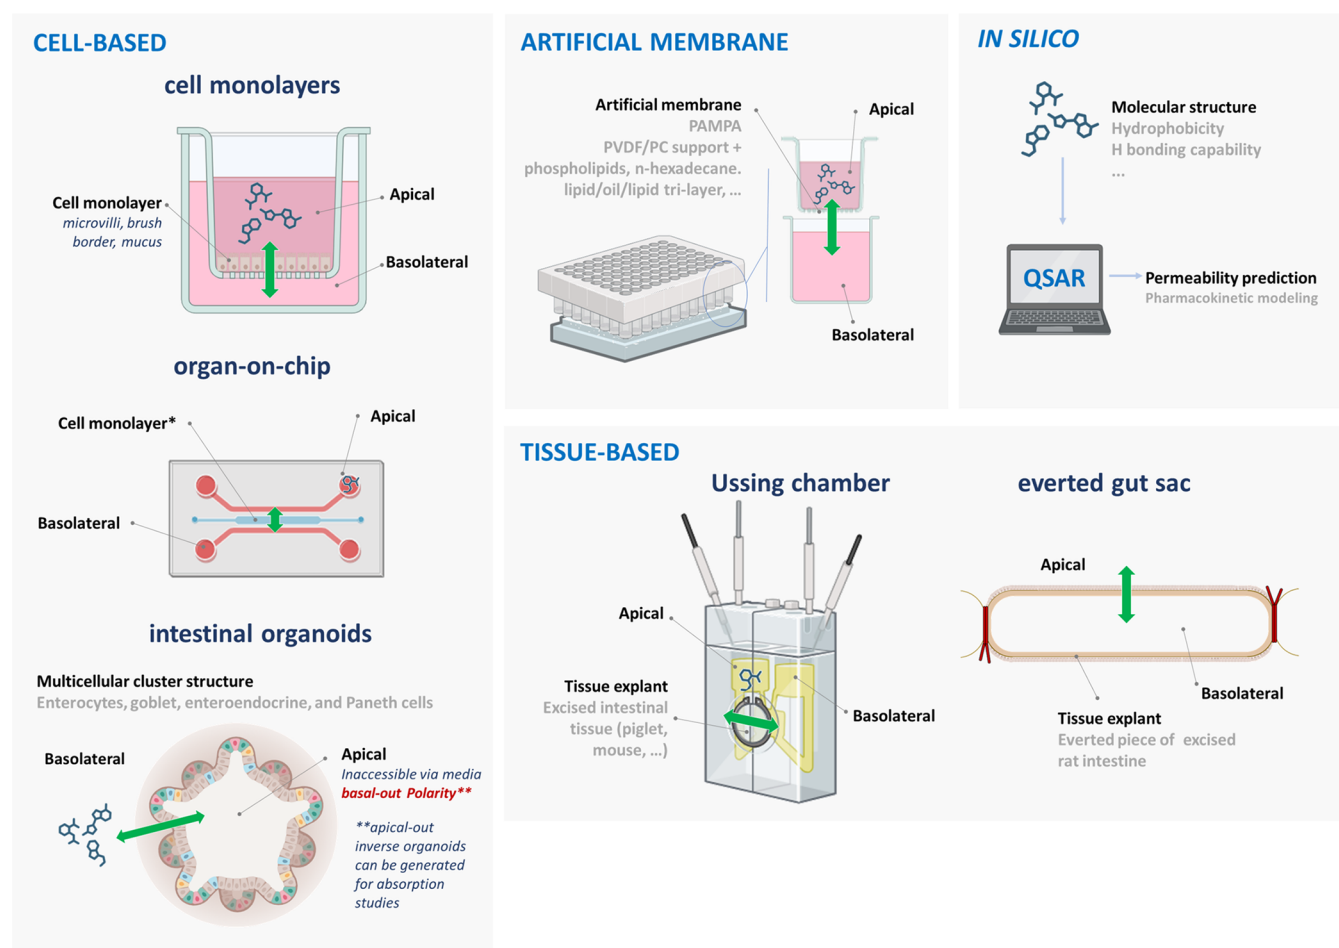 CELL-BASED
cell monolayers
Cell monolayer
microvilli, brush
border, mucus
Apical
Basolateral
organ-on-chip
Cell monolayer*
Apical
Basolateral
intestinal organoids
Multicellular cluster structure
Enterocytes, goblet, enteroendocrine, and Paneth cells
Basolateral
Apical
Inaccessible via media
basal-out Polarity**
**apical-out
inverse organoids
can be generated
for absorption
studies
ARTIFICIAL MEMBRANE
Artificial membrane
PAMPA
PVDF/PC support +
phospholipids, n-hexadecane.
lipid/oil/lipid tri-layer, ...
Apical
Basolateral
IN SILICO
Molecular structure
Hydrophobicity
H bonding capability
...
QSAR
Permeability prediction
Pharmacokinetic modeling
TISSUE-BASED
Ussing chamber
Apical
Tissue explant
Excised intestinal
tissue (piglet,
mouse, ...)
Basolateral
everted gut sac
Apical
Basolateral
Tissue explant
Everted piece of excised
rat intestine